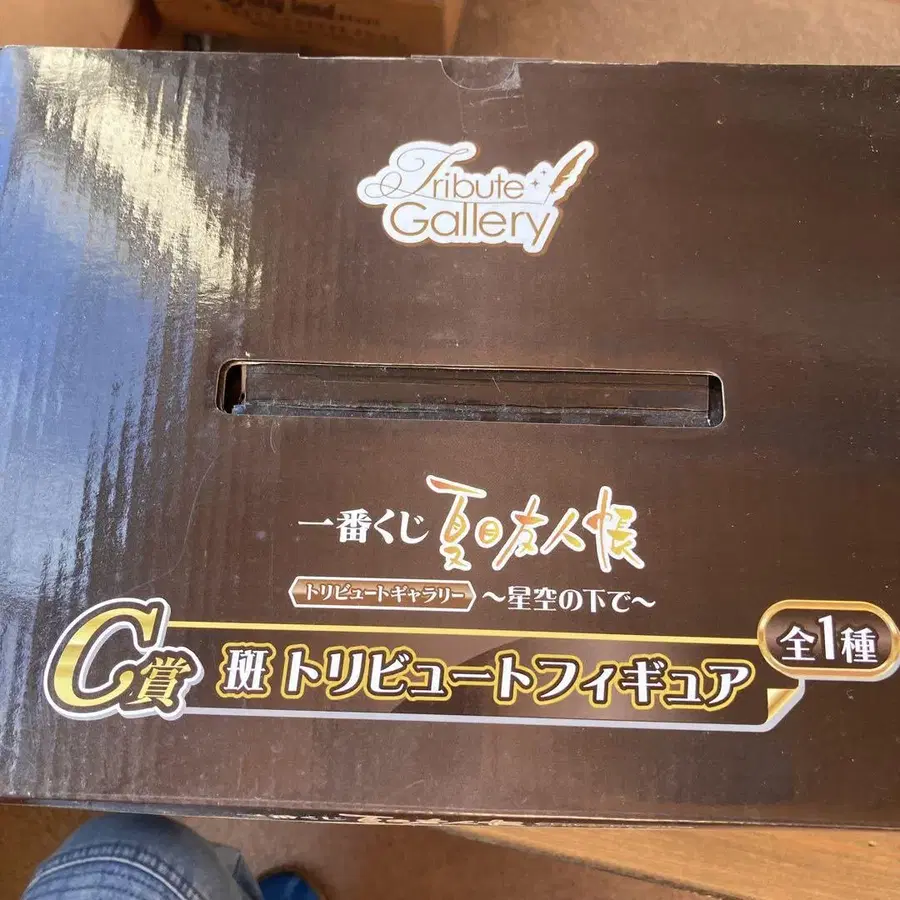 Tribute
Gallery
一番くじ 夏目友人帳
トリビュートギャラリー ～星空の下で～
C賞 斑 トリビュートフィギュア 全1種